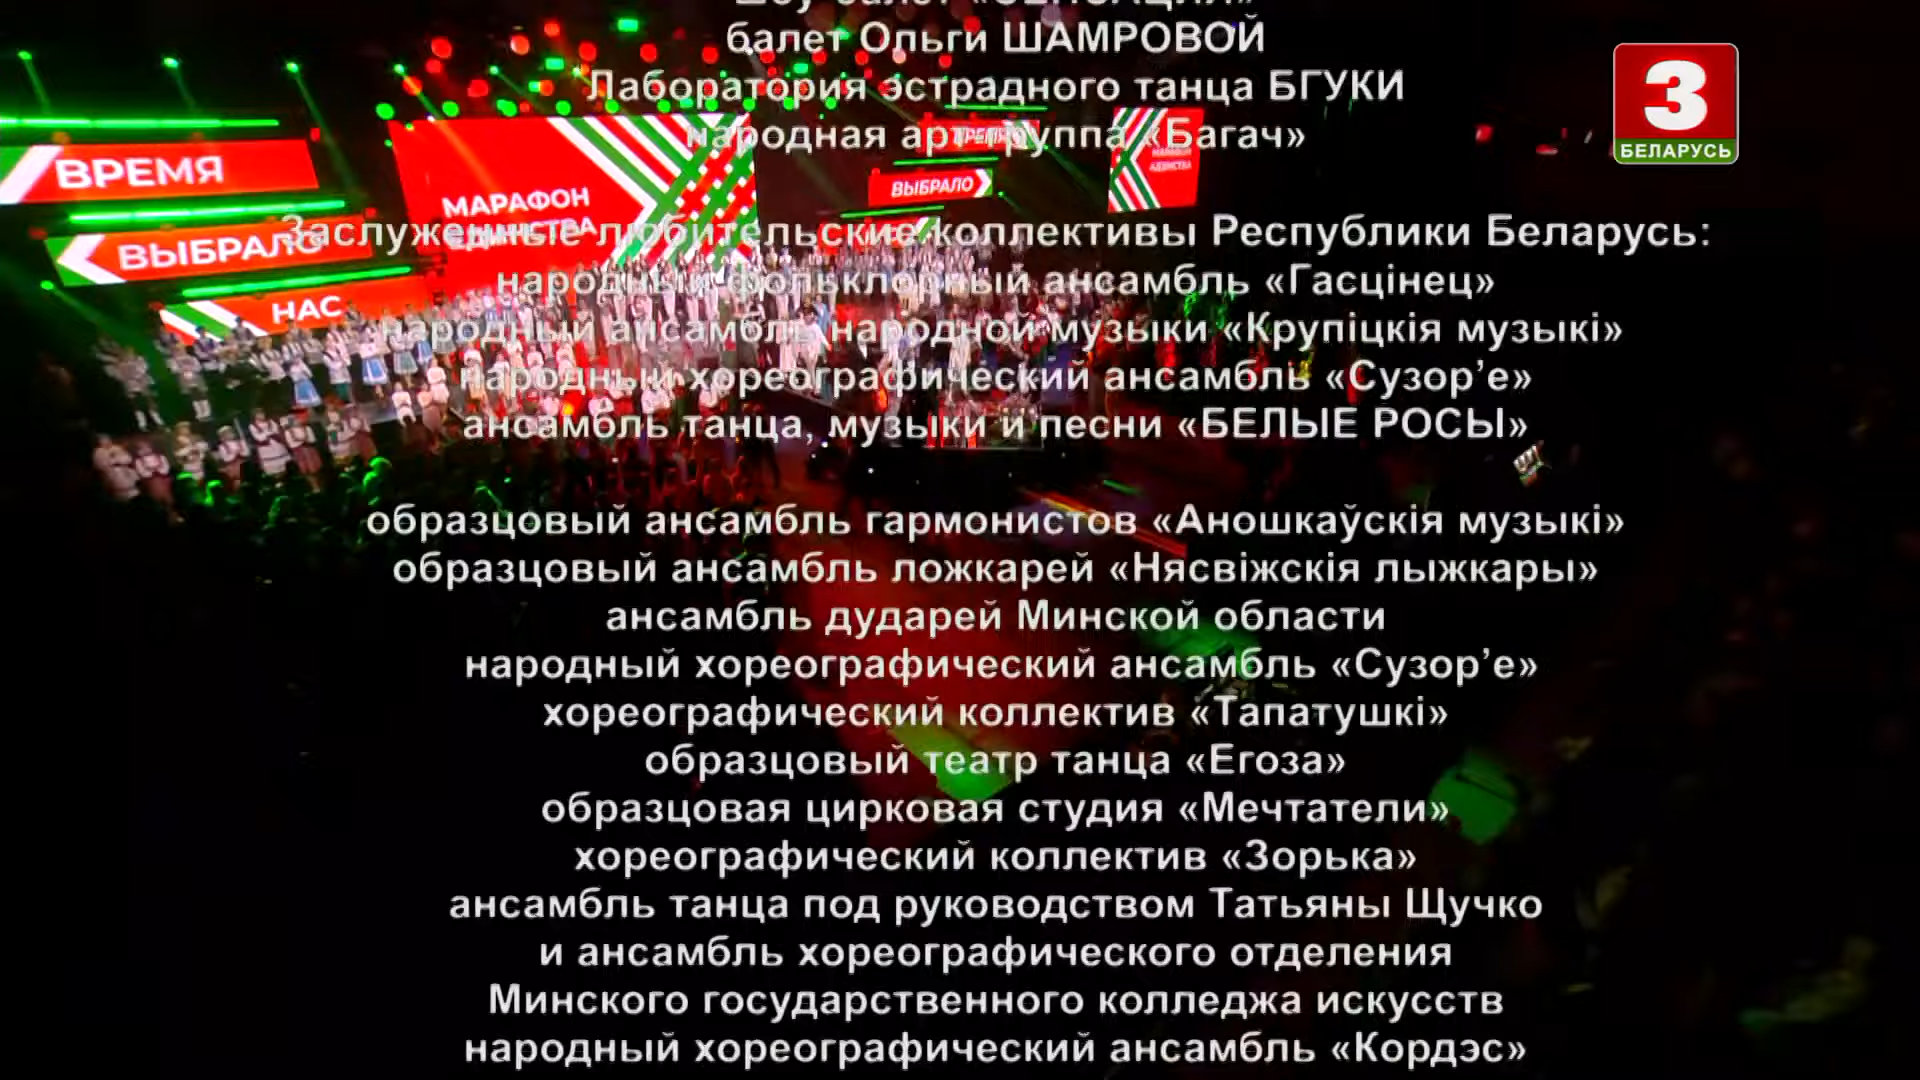 балет Ольги ШАМРОВОЙ
Лаборатория эстрадного танца БГУКИ
народная арт-группа «Багач»
Заслуженные любительские коллективы Республики Беларусь:
народный фольклорный ансамбль «Гасцінец»
народный ансамбль народной музыки «Крупіцкія музыкі»
народный хореографический ансамбль «Сузор’е»
ансамбль танца, музыки и песни «БЕЛЫЕ РОСЫ»
образцовый ансамбль гармонистов «Аношкаўскія музыкі»
образцовый ансамбль ложкарей «Нясвіжскія лыжкары»
ансамбль дударей Минской области
народный хореографический ансамбль «Сузор’е»
хореографический коллектив «Тапатушкі»
образцовый театр танца «Егоза»
образцовая цирковая студия «Мечтатели»
хореографический коллектив «Зорька»
ансамбль танца под руководством Татьяны Щучко
и ансамбль хореографического отделения
Минского государственного колледжа искусств
народный хореографический ансамбль «Кордэс»
3
БЕЛАРУСЬ
ВРЕМЯ
ВЫБРАЛО
НАС
МАРАФОН
ЕДИНСТВА
ВЫБРАЛО